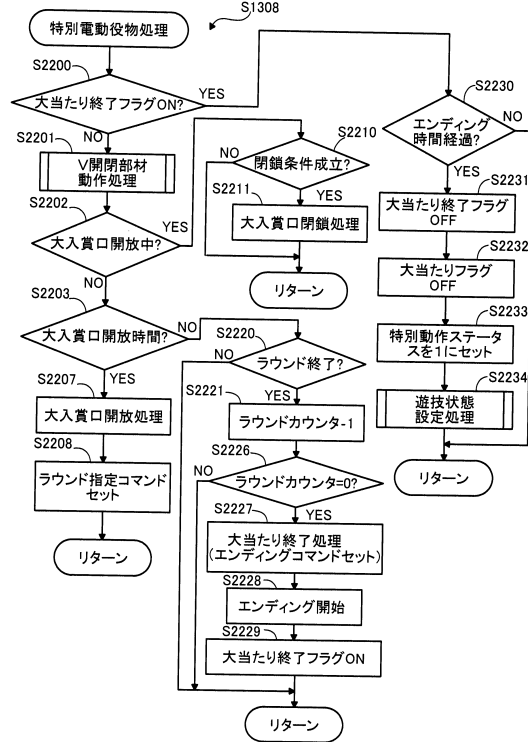 S1308
特別電動役物処理
S2200
大当たり終了フラグON?
YES
NO
S2201
V開閉部材
動作処理
S2202
大入賞口開放中?
YES
NO
S2203
大入賞口開放時間?
NO
YES
S2207
大入賞口開放処理
S2208
ラウンド指定コマンド
セット
リターン
S2210
閉鎖条件成立?
NO
YES
S2211
大入賞口閉鎖処理
リターン
S2220
ラウンド終了?
NO
YES
S2221
ラウンドカウンタ-1
S2226
ラウンドカウンタ=0?
NO
YES
S2227
大当たり終了処理
(エンディングコマンドセット)
S2228
エンディング開始
S2229
大当たり終了フラグON
リターン
S2230
エンディング
時間経過?
NO
YES
S2231
大当たり終了フラグ
OFF
S2232
大当たりフラグ
OFF
S2233
特別動作ステータ
スを1にセット
S2234
遊技状態
設定処理
リターン